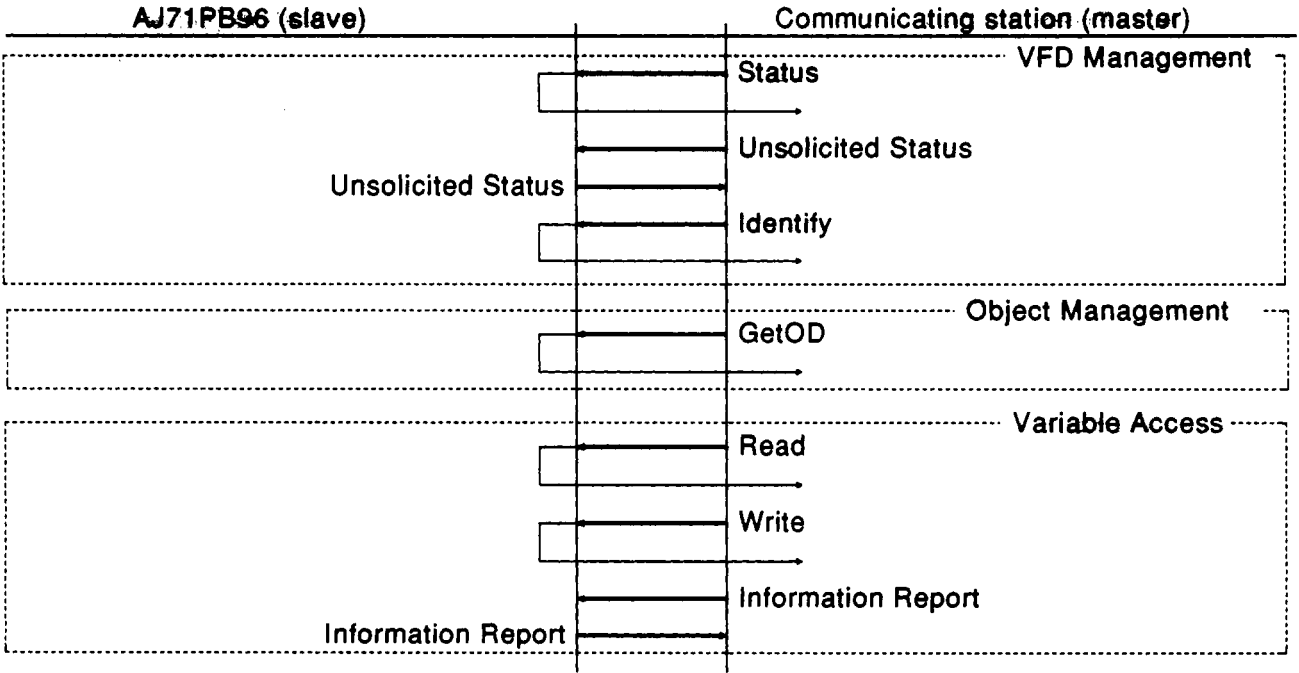 AJ71PB96 (slave) Communicating station (master)
VFD Management
Status
Unsolicited Status
Unsolicited Status
Identify
Object Management
GetOD
Variable Access
Read
Write
Information Report
Information Report